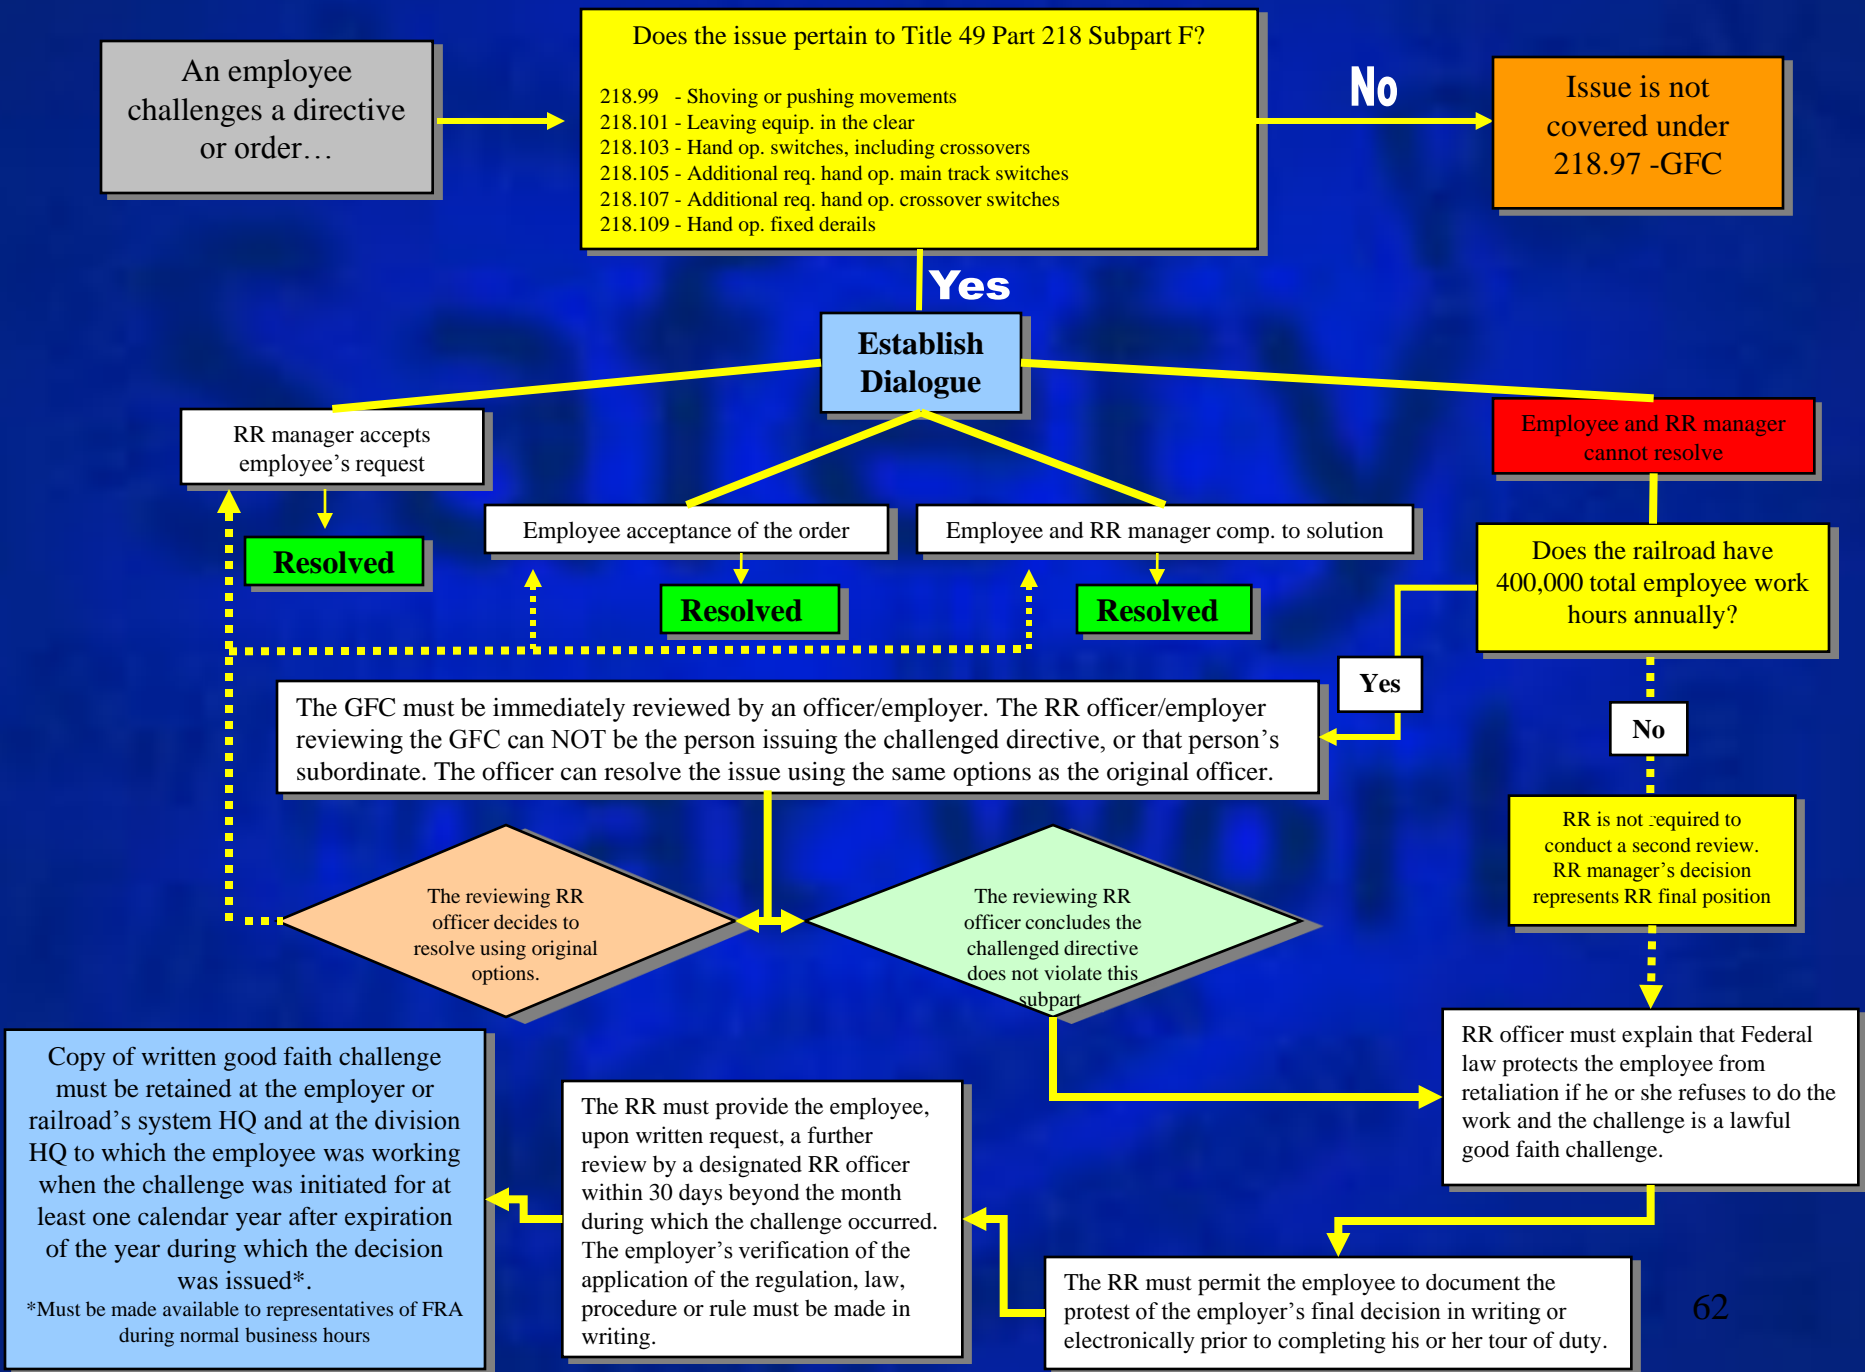 An employee
challenges a directive
or order…
Does the issue pertain to Title 49 Part 218 Subpart F?
218.99 - Shoving or pushing movements
218.101 - Leaving equip. in the clear
218.103 - Hand op. switches, including crossovers
218.105 - Additional req. hand op. main track switches
218.107 - Additional req. hand op. crossover switches
218.109 - Hand op. fixed derails
No
Issue is not
covered under
218.97 -GFC
Yes
Establish
Dialogue
RR manager accepts
employee’s request
Resolved
Employee acceptance of the order
Resolved
Employee and RR manager comp. to solution
Resolved
Employee and RR manager
cannot resolve
Does the railroad have
400,000 total employee work
hours annually?
Yes
No
The GFC must be immediately reviewed by an officer/employer. The RR officer/employer
reviewing the GFC can NOT be the person issuing the challenged directive, or that person’s
subordinate. The officer can resolve the issue using the same options as the original officer.
RR is not required to
conduct a second review.
RR manager’s decision
represents RR final position
The reviewing RR
officer decides to
resolve using original
options.
The reviewing RR
officer concludes the
challenged directive
does not violate this
subpart
RR officer must explain that Federal
law protects the employee from
retaliation if he or she refuses to do the
work and the challenge is a lawful
good faith challenge.
The RR must permit the employee to document the
protest of the employer’s final decision in writing or
electronically prior to completing his or her tour of duty.
The RR must provide the employee,
upon written request, a further
review by a designated RR officer
within 30 days beyond the month
during which the challenge occurred.
The employer’s verification of the
application of the regulation, law,
procedure or rule must be made in
writing.
Copy of written good faith challenge
must be retained at the employer or
railroad’s system HQ and at the division
HQ to which the employee was working
when the challenge was initiated for at
least one calendar year after expiration
of the year during which the decision
was issued*.
*Must be made available to representatives of FRA
during normal business hours
62